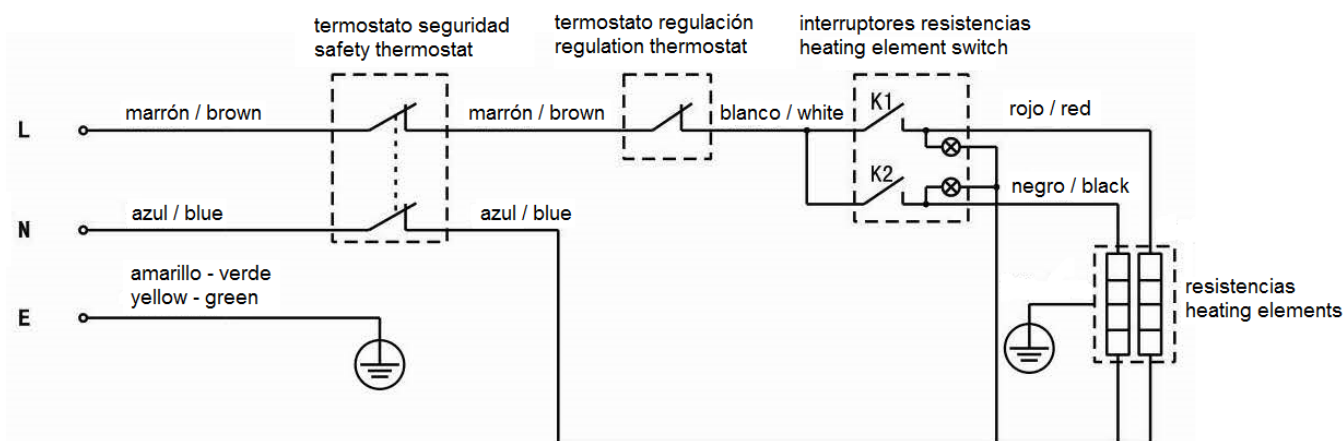 termostato seguridad
safety thermostat
termostato regulación
regulation thermostat
interruptores resistencias
heating element switch
L
marrón / brown
marrón / brown
blanco / white
K1
rojo / red
K2
negro / black
N
azul / blue
azul / blue
amarillo - verde
yellow - green
E
resistencias
heating elements